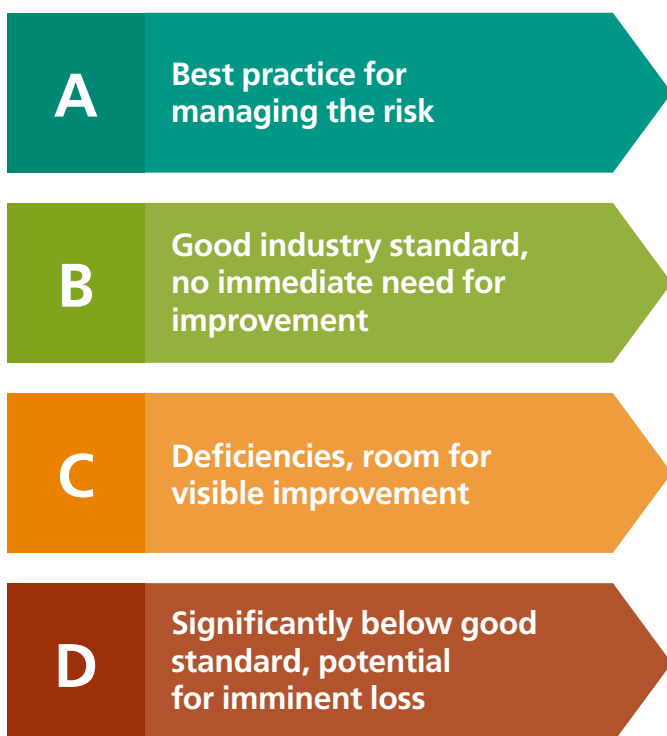 A
Best practice for
managing the risk
B
Good industry standard,
no immediate need for
improvement
C
Deficiencies, room for
visible improvement
D
Significantly below good
standard, potential
for imminent loss